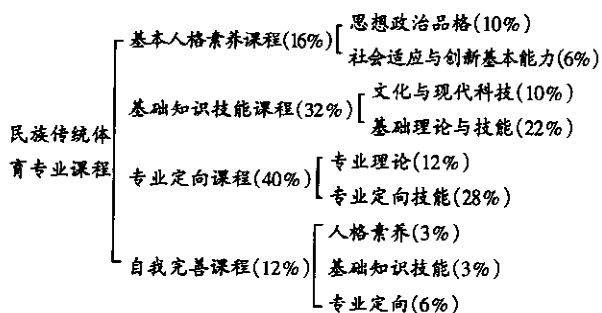 思想政治品格(10%)
基本人格素养课程(16%)
社会适应与创新基本能力(6%)
文化与现代科技(10%)
基础知识技能课程(32%)
基础理论与技能(22%)
民族传统体
育专业课程
专业理论(12%)
专业定向课程(40%)
专业定向技能(28%)
人格素养(3%)
自我完善课程(12%)
基础知识技能(3%)
专业定向(6%)